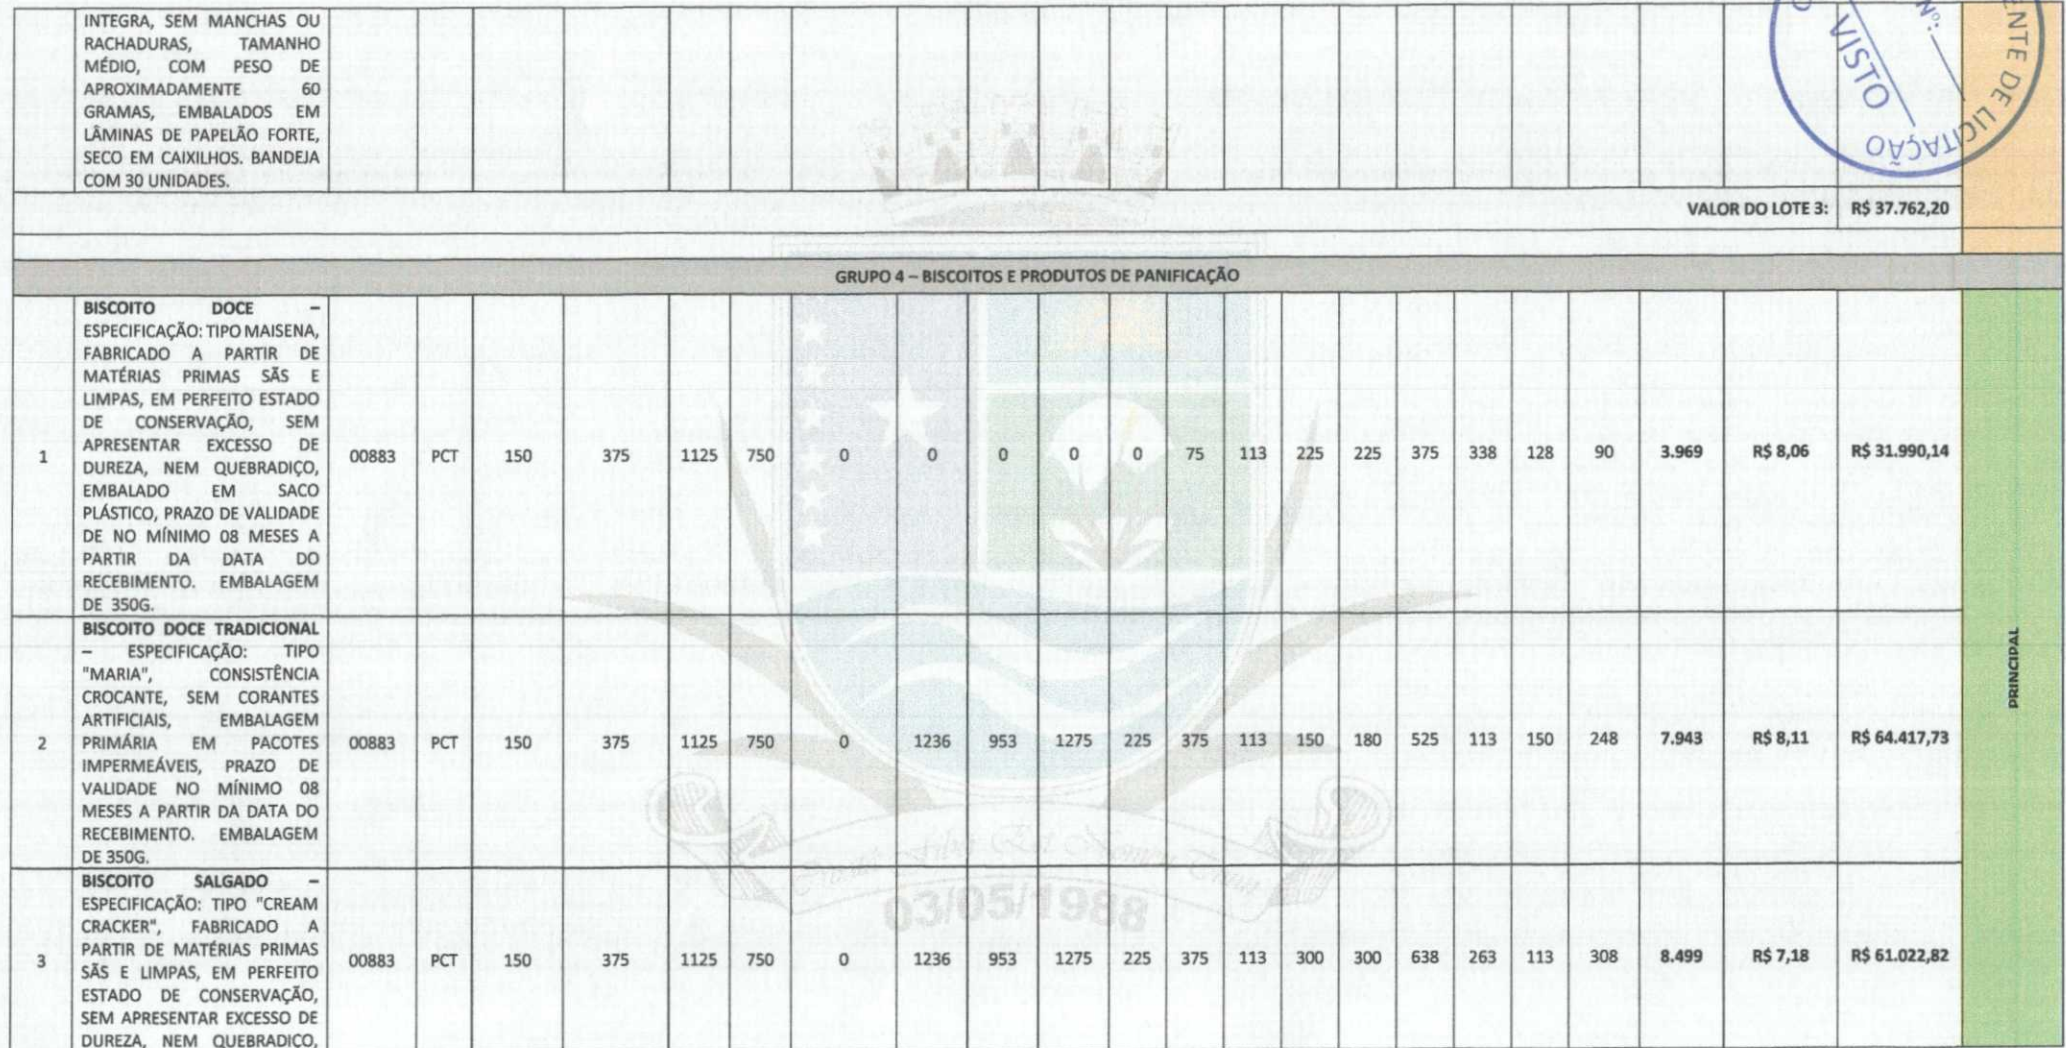 INTEGRA, SEM MANCHAS OU
RACHADURAS, TAMANHO
MÉDIO, COM PESO DE
APROXIMADAMENTE 60
GRAMAS, EMBALADOS EM
LÂMINAS DE PAPELÃO FORTE,
SECO EM CAIXILHOS. BANDEJA
COM 30 UNIDADES.
ENTE DE LICITAÇÃO
Nº.
VISTO
VALOR DO LOTE 3: R$ 37.762,20
GRUPO 4 – BISCOITOS E PRODUTOS DE PANIFICAÇÃO
BISCOITO DOCE –
ESPECIFICAÇÃO: TIPO MAISENA,
FABRICADO A PARTIR DE
MATÉRIAS PRIMAS SÃS E
LIMPAS, EM PERFEITO ESTADO
DE CONSERVAÇÃO, SEM
APRESENTAR EXCESSO DE
DUREZA, NEM QUEBRADIÇO,
EMBALADO EM SACO
PLÁSTICO, PRAZO DE VALIDADE
DE NO MÍNIMO 08 MESES A
PARTIR DA DATA DO
RECEBIMENTO. EMBALAGEM
DE 350G.
1 00883 PCT 150 375 1125 750 0 0 0 0 0 75 113 225 225 375 338 128 90 3.969 R$ 8,06 R$ 31.990,14
BISCOITO DOCE TRADICIONAL
– ESPECIFICAÇÃO: TIPO
"MARIA", CONSISTÊNCIA
CROCANTE, SEM CORANTES
ARTIFICIAIS, EMBALAGEM
PRIMÁRIA EM PACOTES
IMPERMEÁVEIS, PRAZO DE
VALIDADE NO MÍNIMO 08
MESES A PARTIR DA DATA DO
RECEBIMENTO. EMBALAGEM
DE 350G.
2 00883 PCT 150 375 1125 750 0 1236 953 1275 225 375 113 150 180 525 113 150 248 7.943 R$ 8,11 R$ 64.417,73
BISCOITO SALGADO –
ESPECIFICAÇÃO: TIPO "CREAM
CRACKER", FABRICADO A
PARTIR DE MATÉRIAS PRIMAS
SÃS E LIMPAS, EM PERFEITO
ESTADO DE CONSERVAÇÃO,
SEM APRESENTAR EXCESSO DE
DUREZA, NEM QUEBRADIÇO,
3 00883 PCT 150 375 1125 750 0 1236 953 1275 225 375 113 300 300 638 263 113 308 8.499 R$ 7,18 R$ 61.022,82
PRINCIPAL
03/05/1988